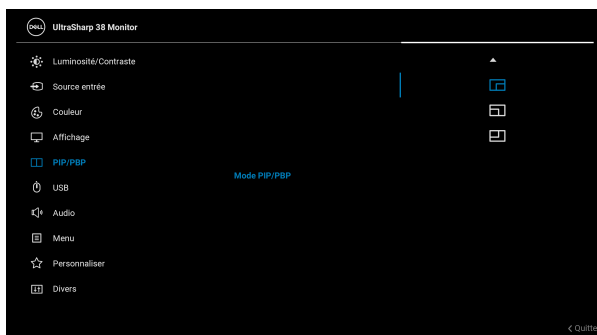 DELL UltraSharp 38 Monitor
Luminosité/Contraste
Source entrée
Couleur
Affichage
PIP/PBP
Mode PIP/PBP
USB
Audio
Menu
Personnaliser
Divers
Quitte